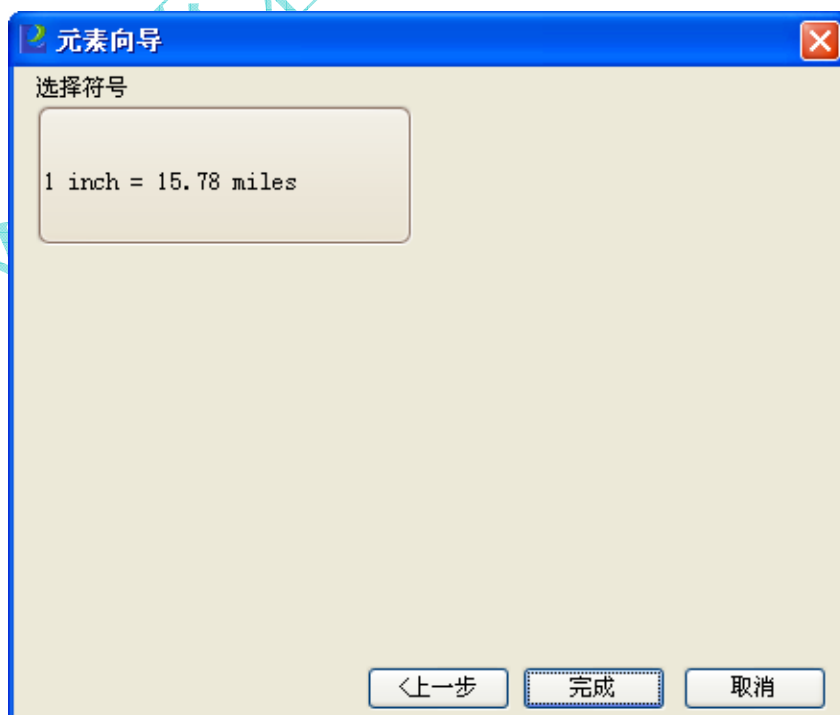 元素向导
选择符号
1 inch = 15.78 miles
<上一步
完成
取消